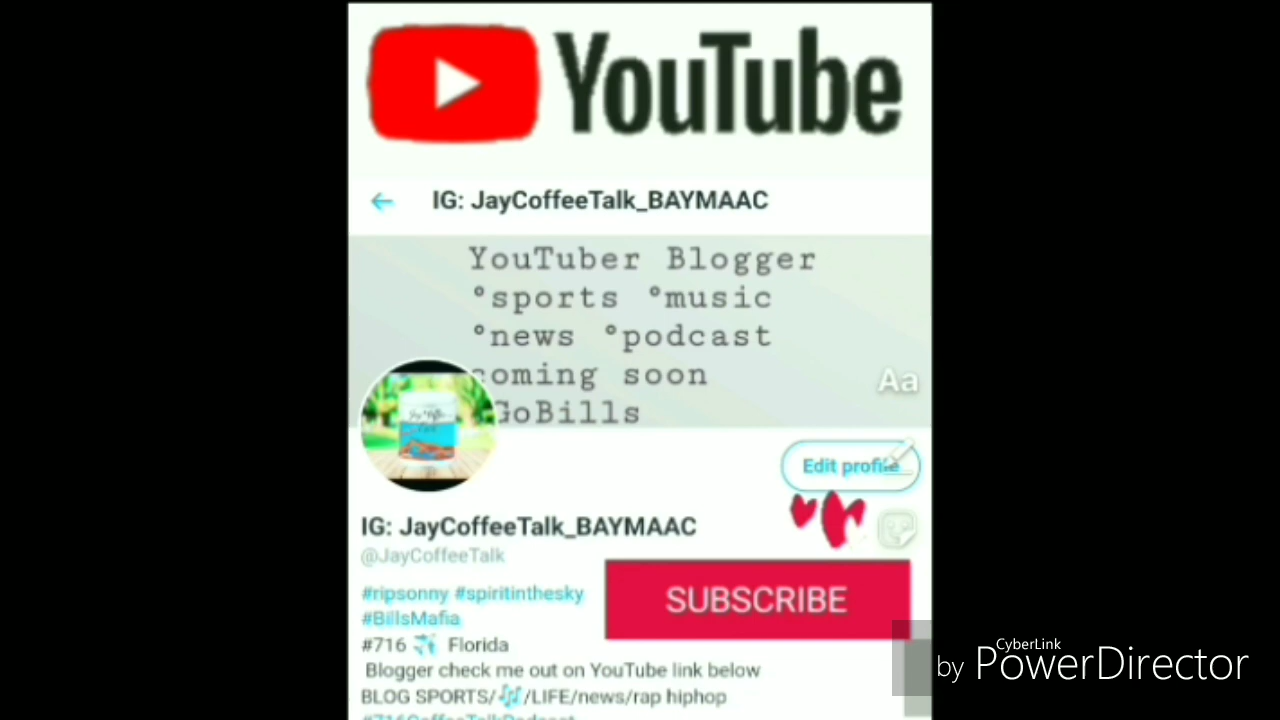 YouTube
IG: JayCoffeeTalk_BAYMAAC
YouTuber Blogger
°sports °music
°news °podcast
coming soon
GoBills
Aa
Edit profile
IG: JayCoffeeTalk_BAYMAAC
@JayCoffeeTalk
#ripsonny #spiritinthesky
#BillsMafia
SUBSCRIBE
#716 ✈ Florida
Blogger check me out on YouTube link below
BLOG SPORTS/🎶/LIFE/news/rap hiphop
#716CoffeeTalkPodcast
CyberLink
by PowerDirector